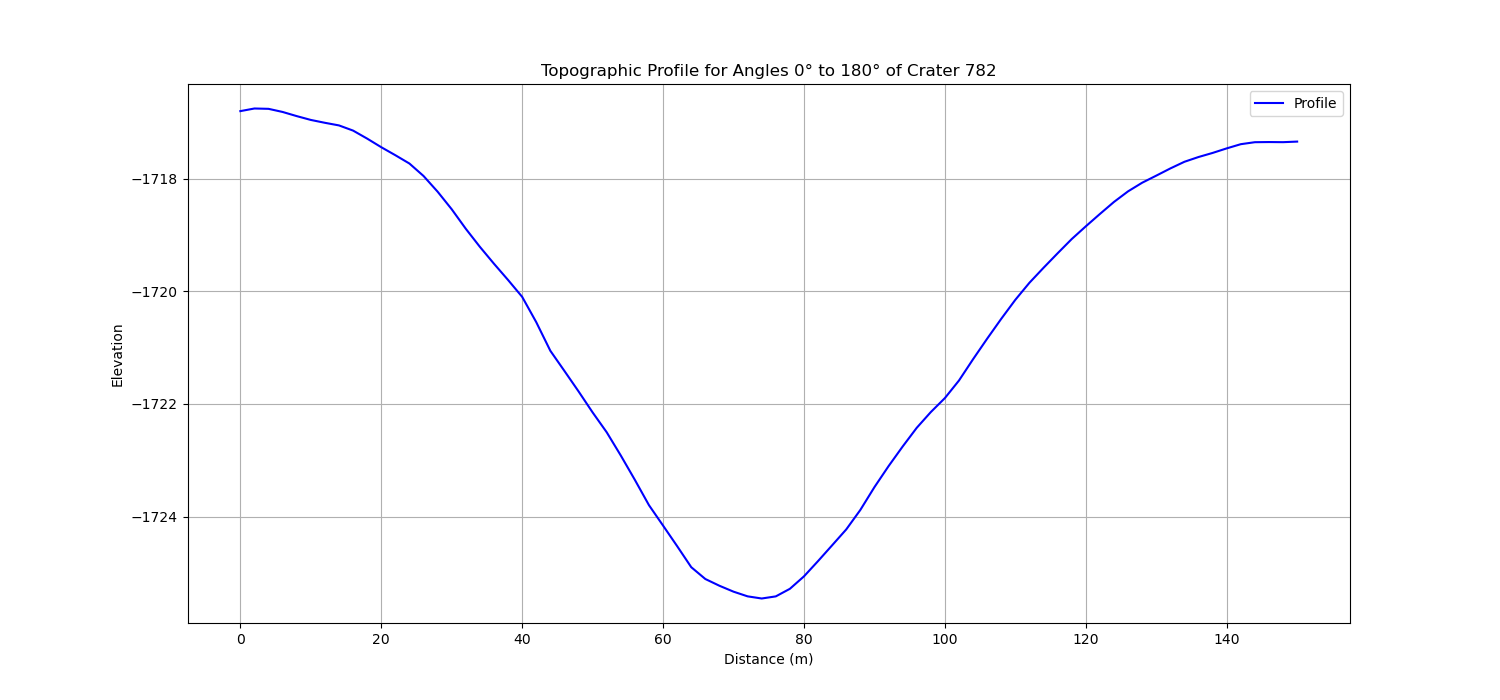 Topographic Profile for Angles 0° to 180° of Crater 782
Profile
−1718
−1720
−1722
−1724
Elevation
0 20 40 60 80 100 120 140
Distance (m)